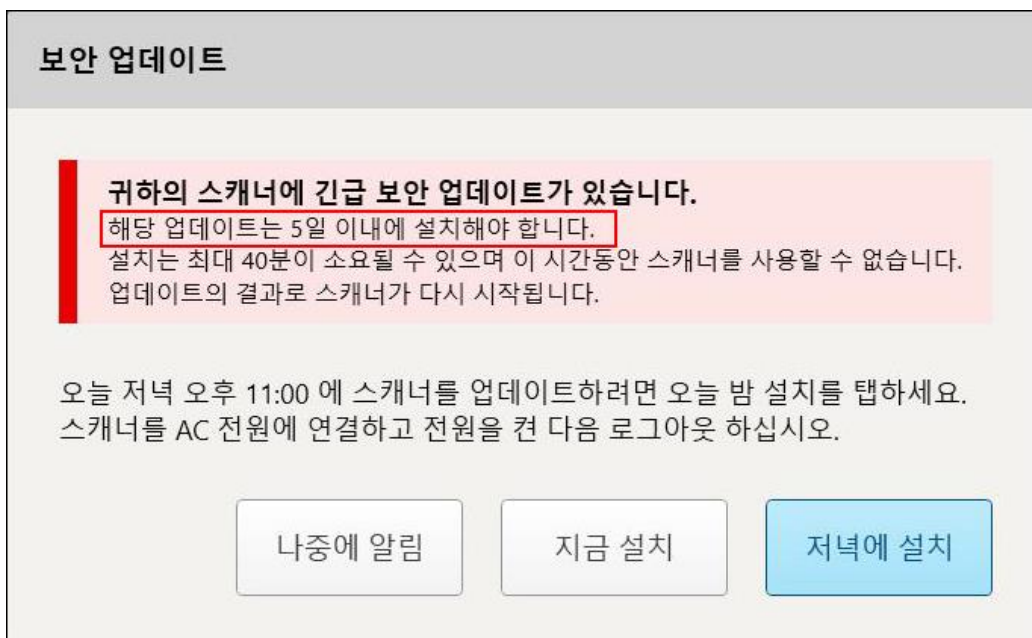 보안 업데이트
귀하의 스캐너에 긴급 보안 업데이트가 있습니다.
해당 업데이트는 5일 이내에 설치해야 합니다.
설치는 최대 40분이 소요될 수 있으며 이 시간동안 스캐너를 사용할 수 없습니다.
업데이트의 결과로 스캐너가 다시 시작됩니다.
오늘 저녁 오후 11:00 에 스캐너를 업데이트하려면 오늘 밤 설치를 탭하세요.
스캐너를 AC 전원에 연결하고 전원을 켠 다음 로그아웃 하십시오.
나중에 알림
지금 설치
저녁에 설치